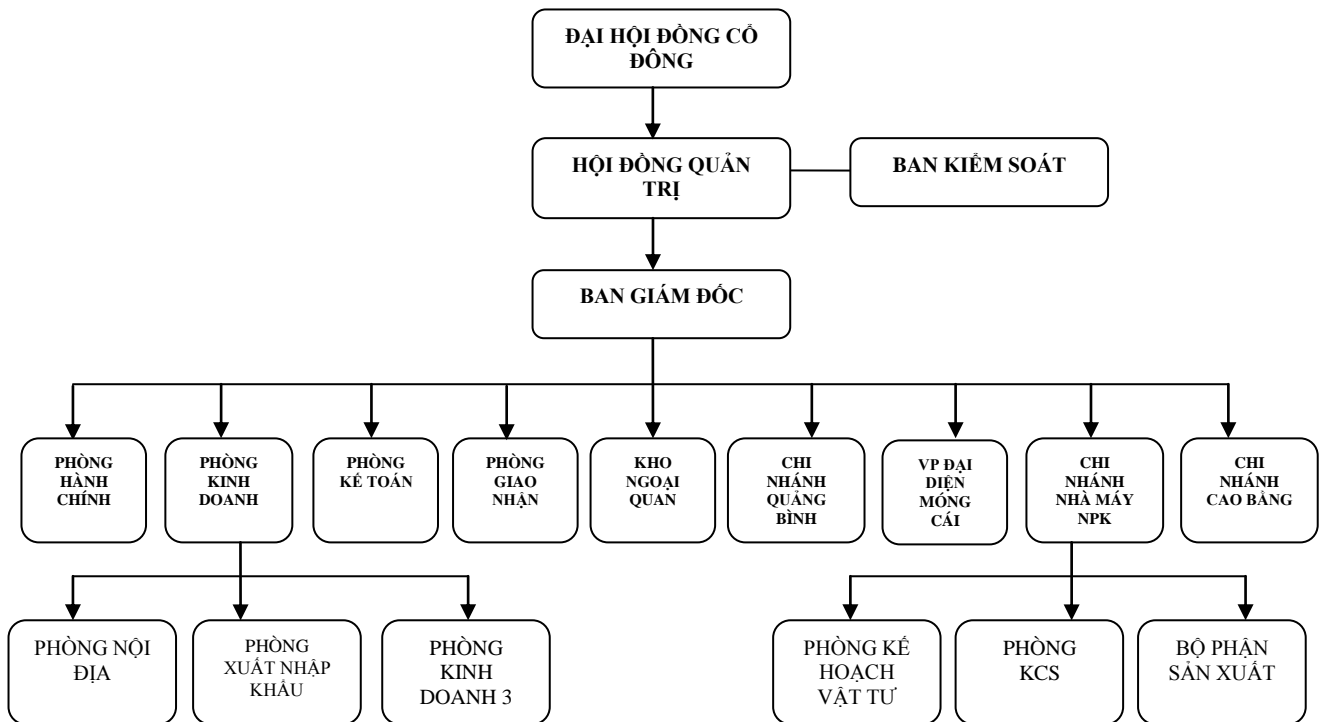 ĐẠI HỘI ĐỒNG CỔ
ĐÔNG
HỘI ĐỒNG QUẢN
TRỊ
BAN KIỂM SOÁT
BAN GIÁM ĐỐC
PHÒNG
HÀNH
CHÍNH
PHÒNG
KINH
DOANH
PHÒNG
KẾ TOÁN
PHÒNG
GIAO
NHẬN
KHO
NGOẠI
QUAN
CHI
NHÁNH
QUẢNG
BÌNH
VP ĐẠI
DIỆN
MÓNG
CÁI
CHI
NHÁNH
NHÀ MÁY
NPK
CHI
NHÁNH
CAO BẰNG
PHÒNG NỘI
ĐỊA
PHÒNG
XUẤT NHẬP
KHẨU
PHÒNG
KINH
DOANH 3
PHÒNG KẾ
HOẠCH
VẬT TƯ
PHÒNG
KCS
BỘ PHẬN
SẢN XUẤT